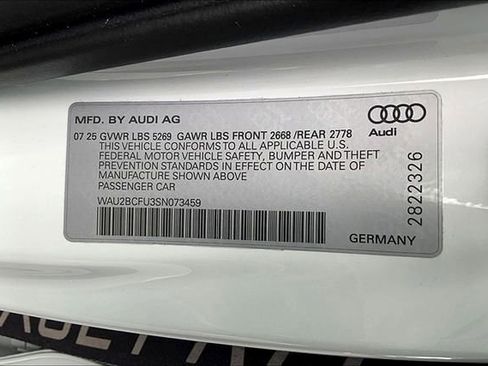 MFD. BY AUDI AG
07 25 GVWR LBS 5269 GAWR LBS FRONT 2668 /REAR 2778
THIS VEHICLE CONFORMS TO ALL APPLICABLE U.S.
FEDERAL MOTOR VEHICLE SAFETY, BUMPER AND THEFT
PREVENTION STANDARDS IN EFFECT ON THE DATE OF
MANUFACTURE SHOWN ABOVE
PASSENGER CAR
WAU2BCFU3SN073459
Audi
2822326
GERMANY